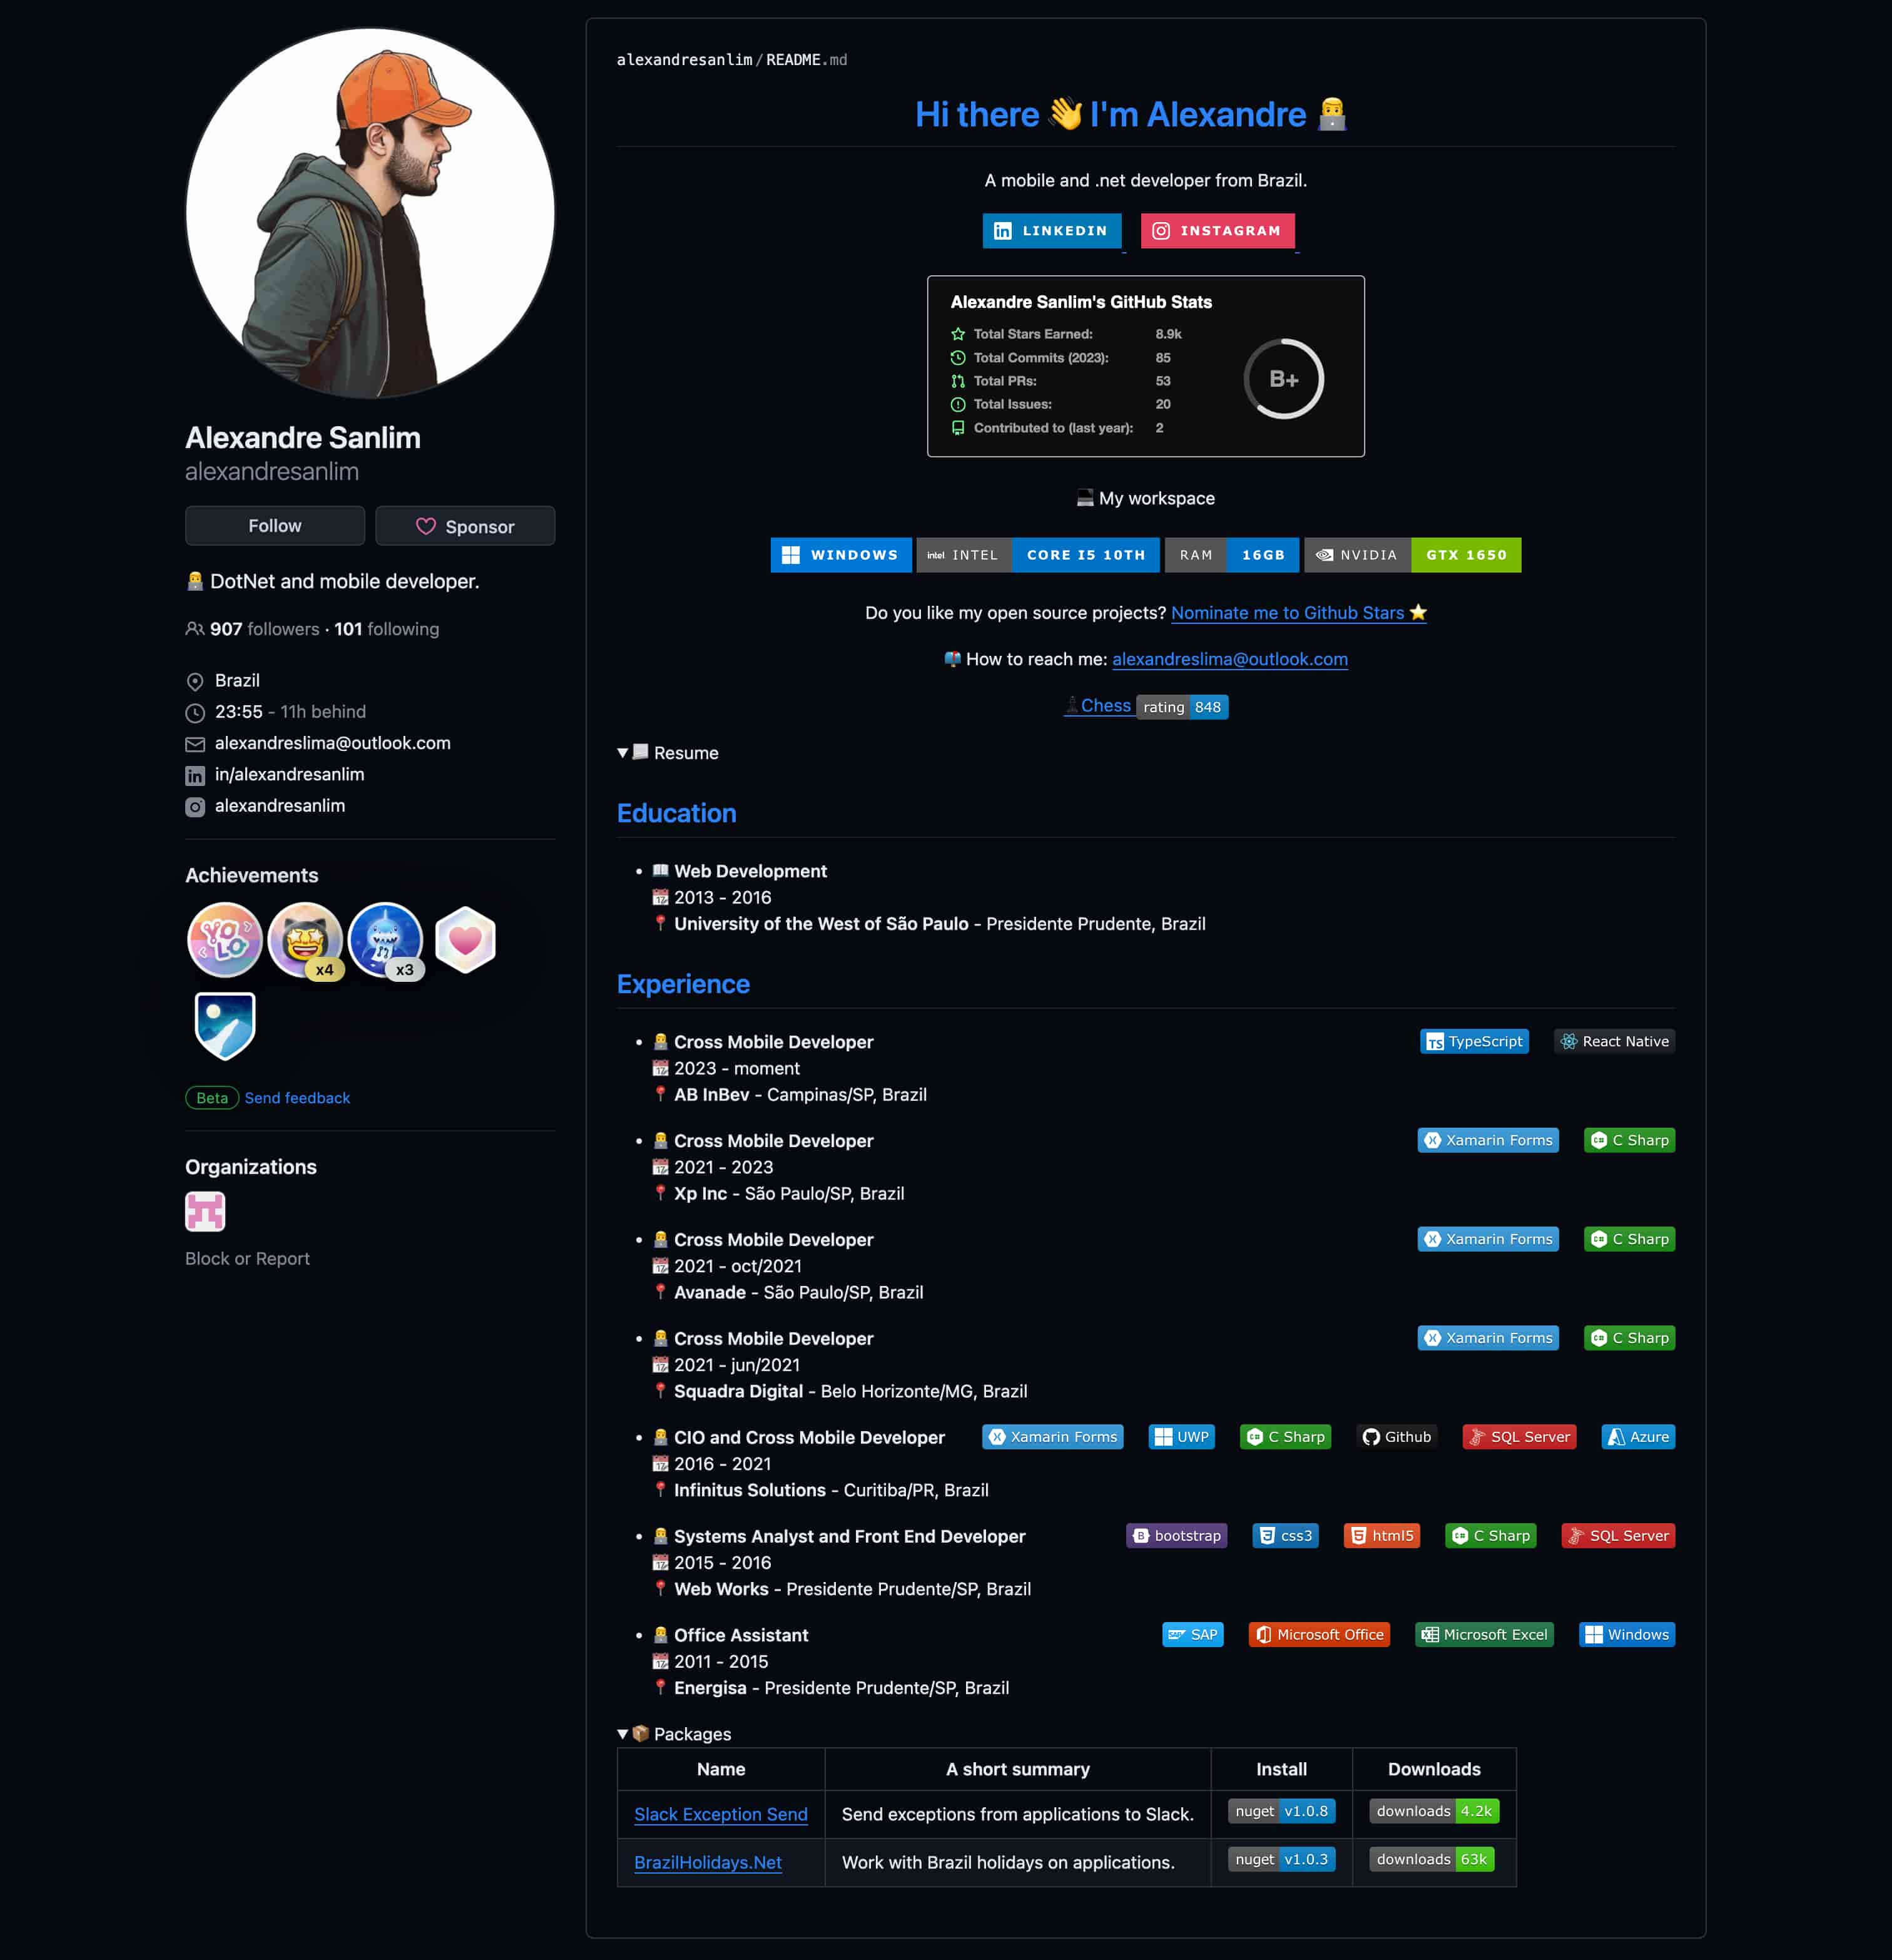 Alexandre Sanlim
alexandresanlim
Follow
Sponsor
DotNet and mobile developer.
907 followers · 101 following
Brazil
23:55 - 11h behind
alexandreslima@outlook.com
in/alexandresanlim
alexandresanlim
Achievements
YOLO
x4
x3
Beta Send feedback
Organizations
Block or Report
alexandresanlim/README.md
Hi there 👋 I'm Alexandre 👨‍💻
A mobile and .net developer from Brazil.
LINKEDIN INSTAGRAM
Alexandre Sanlim's GitHub Stats
Total Stars Earned: 8.9k
Total Commits (2023): 85
Total PRs: 53
Total Issues: 20
Contributed to (last year): 2
B+
My workspace
WINDOWS intel INTEL CORE I5 10TH RAM 16GB NVIDIA GTX 1650
Do you like my open source projects? Nominate me to Github Stars ⭐
How to reach me: alexandreslima@outlook.com
Chess rating 848
Resume
Education
Web Development
2013 - 2016
University of the West of São Paulo - Presidente Prudente, Brazil
Experience
Cross Mobile Developer TypeScript React Native
2023 - moment
AB InBev - Campinas/SP, Brazil
Cross Mobile Developer Xamarin Forms C Sharp
2021 - 2023
Xp Inc - São Paulo/SP, Brazil
Cross Mobile Developer Xamarin Forms C Sharp
2021 - oct/2021
Avanade - São Paulo/SP, Brazil
Cross Mobile Developer Xamarin Forms C Sharp
2021 - jun/2021
Squadra Digital - Belo Horizonte/MG, Brazil
CIO and Cross Mobile Developer Xamarin Forms UWP C Sharp Github SQL Server Azure
2016 - 2021
Infinitus Solutions - Curitiba/PR, Brazil
Systems Analyst and Front End Developer bootstrap css3 html5 C Sharp SQL Server
2015 - 2016
Web Works - Presidente Prudente/SP, Brazil
Office Assistant SAP Microsoft Office Microsoft Excel Windows
2011 - 2015
Energisa - Presidente Prudente/SP, Brazil
Packages
Name A short summary Install Downloads
Slack Exception Send Send exceptions from applications to Slack. nuget v1.0.8 downloads 4.2k
BrazilHolidays.Net Work with Brazil holidays on applications. nuget v1.0.3 downloads 63k